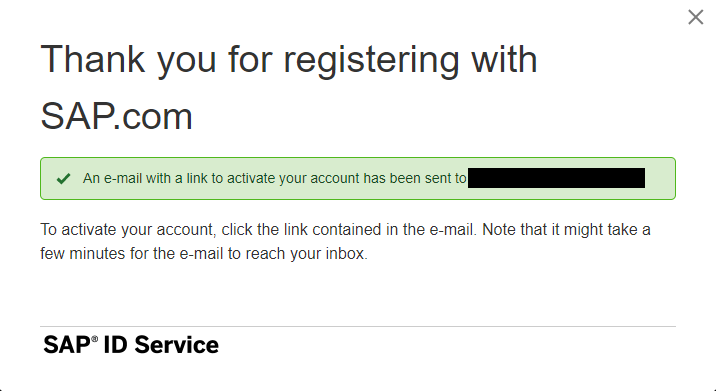 Thank you for registering with
SAP.com
An e-mail with a link to activate your account has been sent to
To activate your account, click the link contained in the e-mail. Note that it might take a
few minutes for the e-mail to reach your inbox.
SAP® ID Service